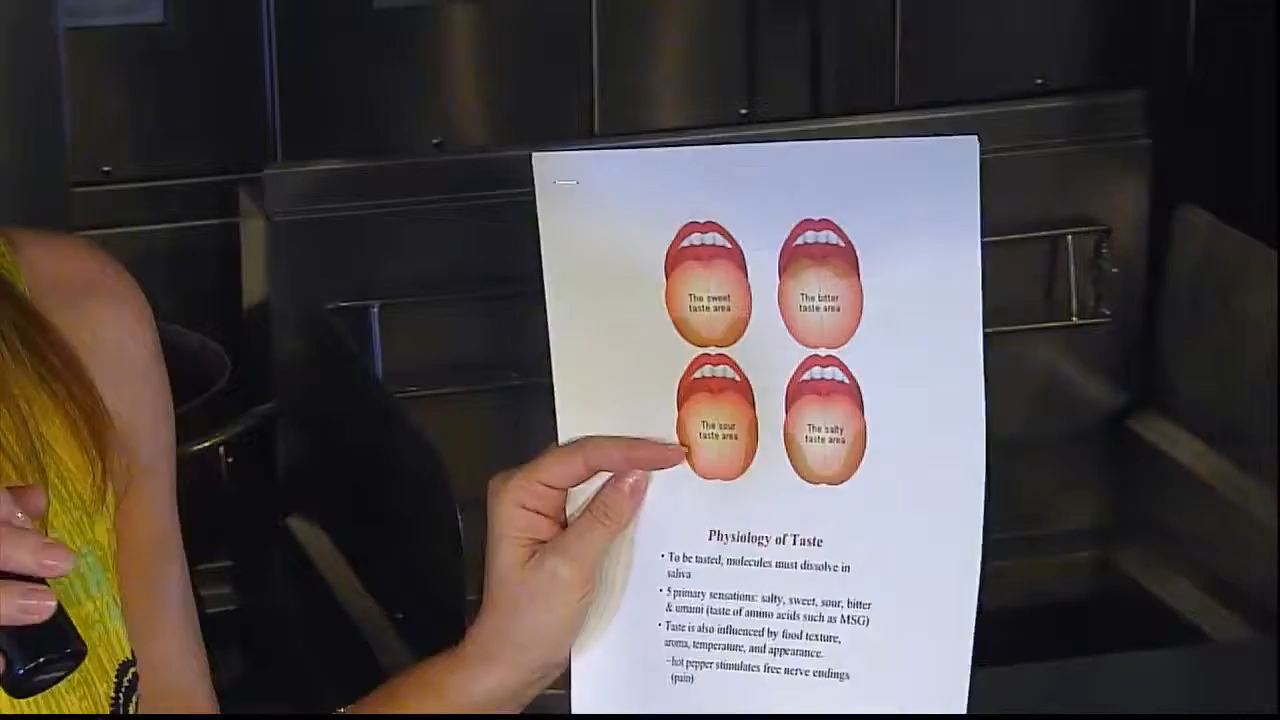 The sweet
taste area
The bitter
taste area
The sour
taste area
The salty
taste area
Physiology of Taste
• To be tasted, molecules must dissolve in
saliva
• 5 primary sensations: salty, sweet, sour, bitter
& umami (taste of amino acids such as MSG)
• Taste is also influenced by food texture,
aroma, temperature, and appearance.
–hot pepper stimulates free nerve endings
(pain)